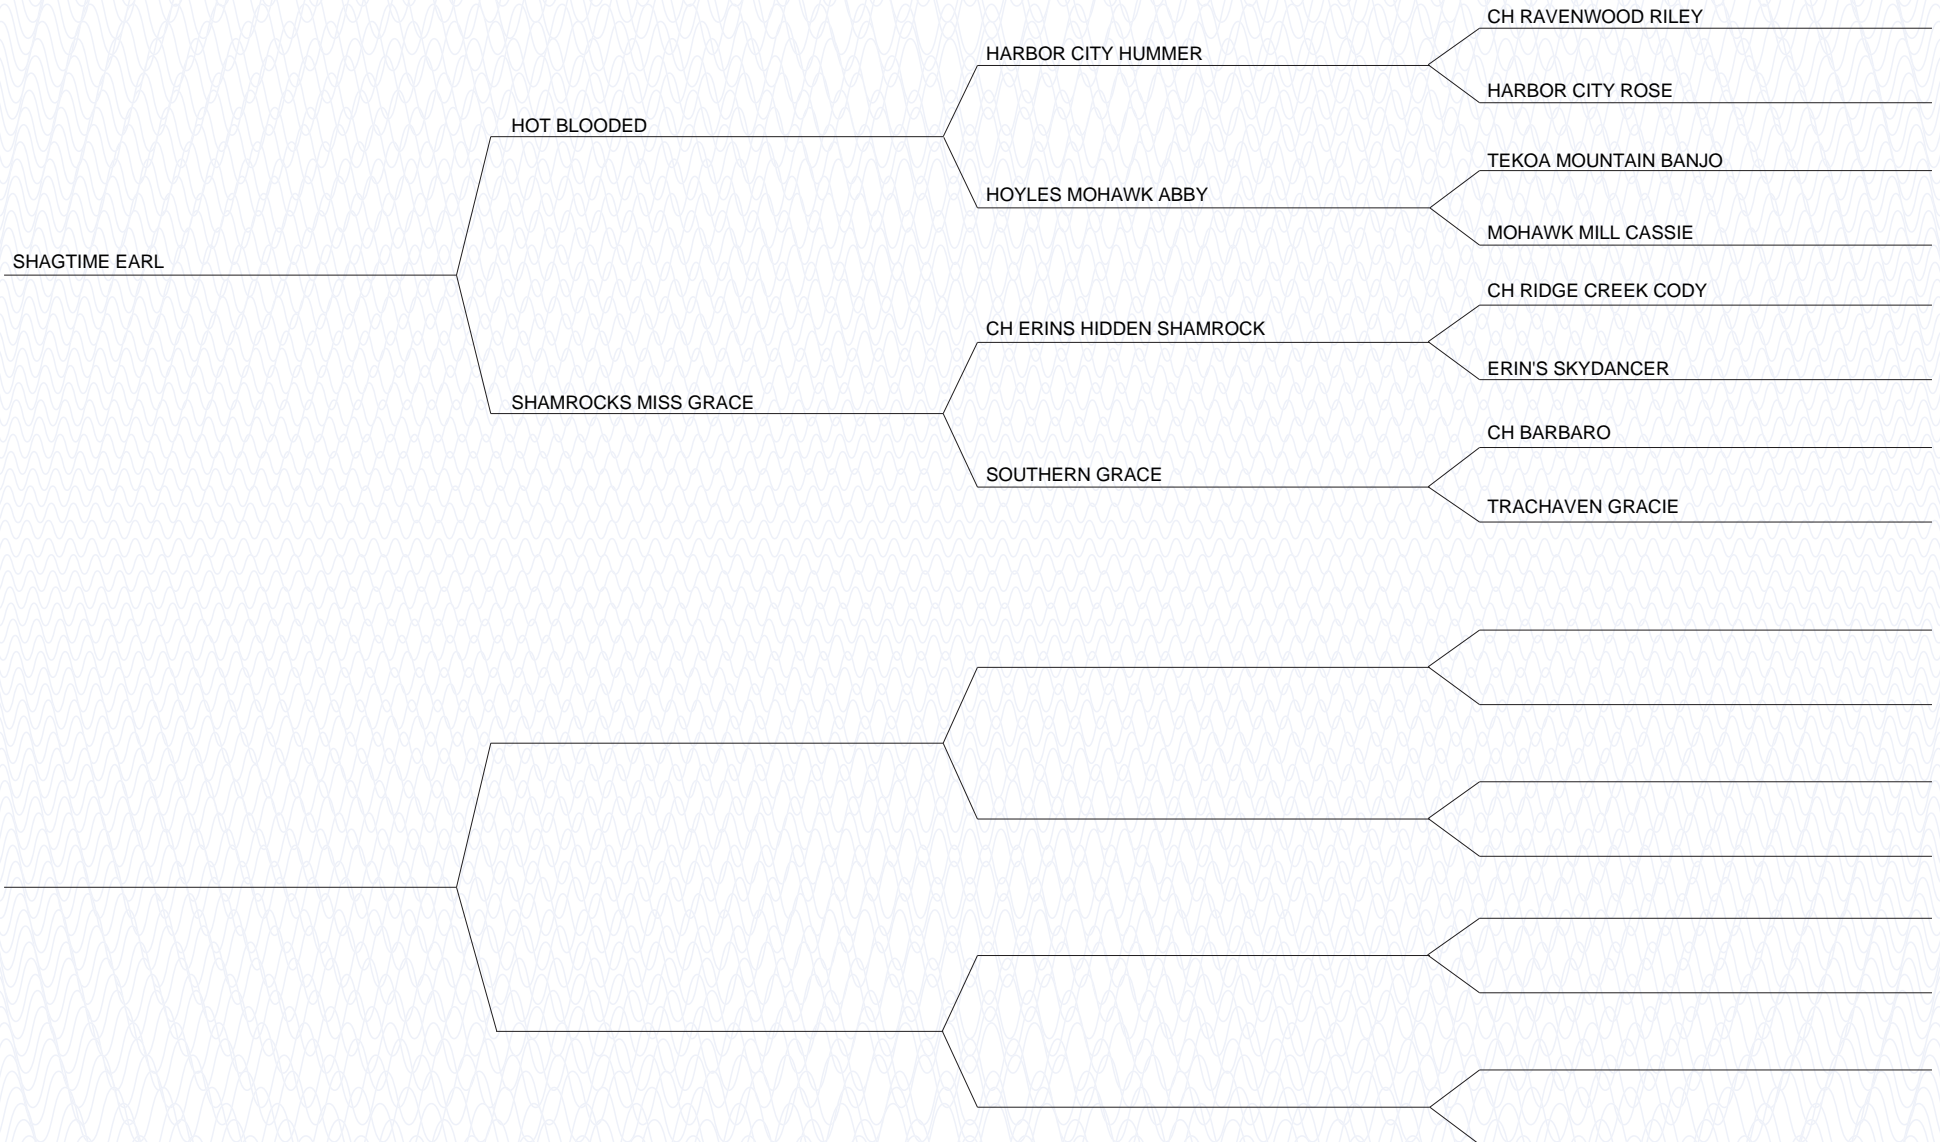 CH RAVENWOOD RILEY
HARBOR CITY HUMMER
HARBOR CITY ROSE
HOT BLOODED
TEKOA MOUNTAIN BANJO
HOYLES MOHAWK ABBY
MOHAWK MILL CASSIE
SHAGTIME EARL
CH RIDGE CREEK CODY
CH ERINS HIDDEN SHAMROCK
ERIN'S SKYDANCER
SHAMROCKS MISS GRACE
CH BARBARO
SOUTHERN GRACE
TRACHAVEN GRACIE